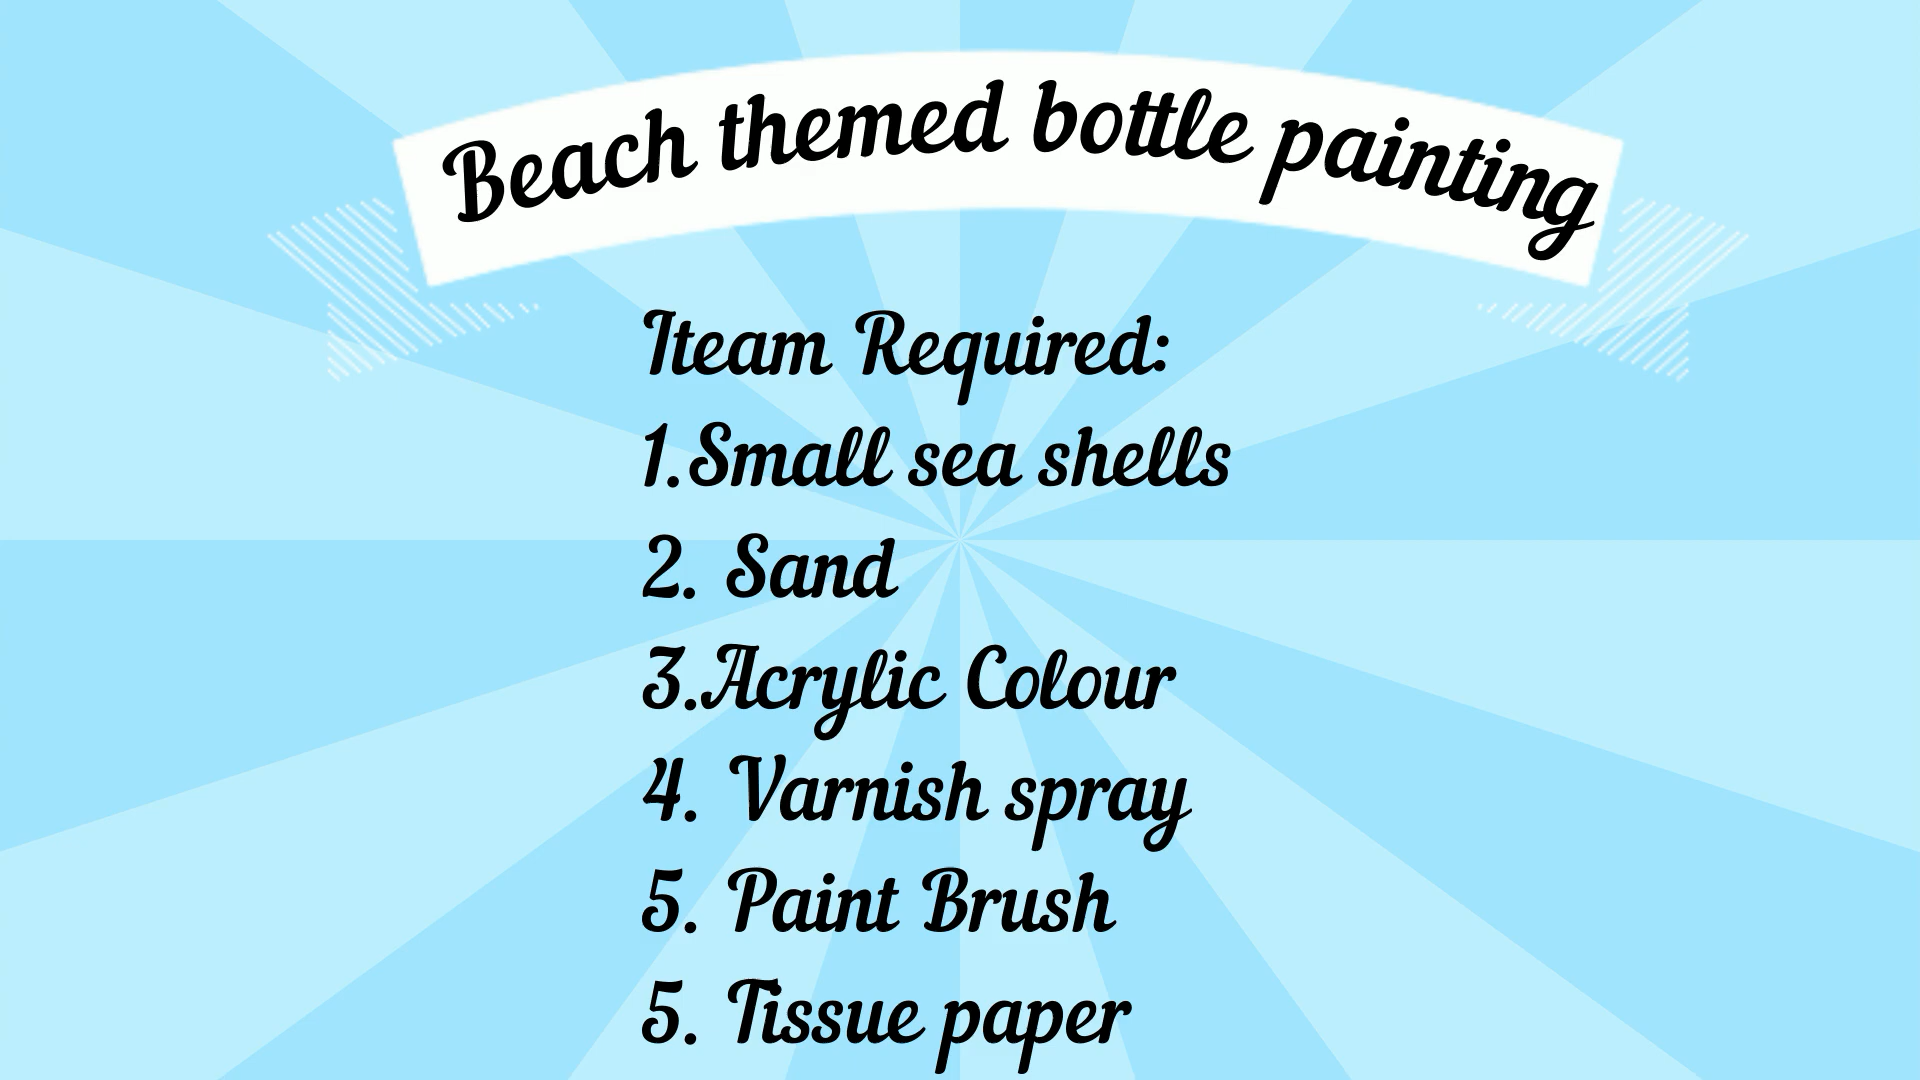 Beach themed bottle painting
Iteam Required:
1.Small sea shells
2. Sand
3.Acrylic Colour
4. Varnish spray
5. Paint Brush
5. Tissue paper